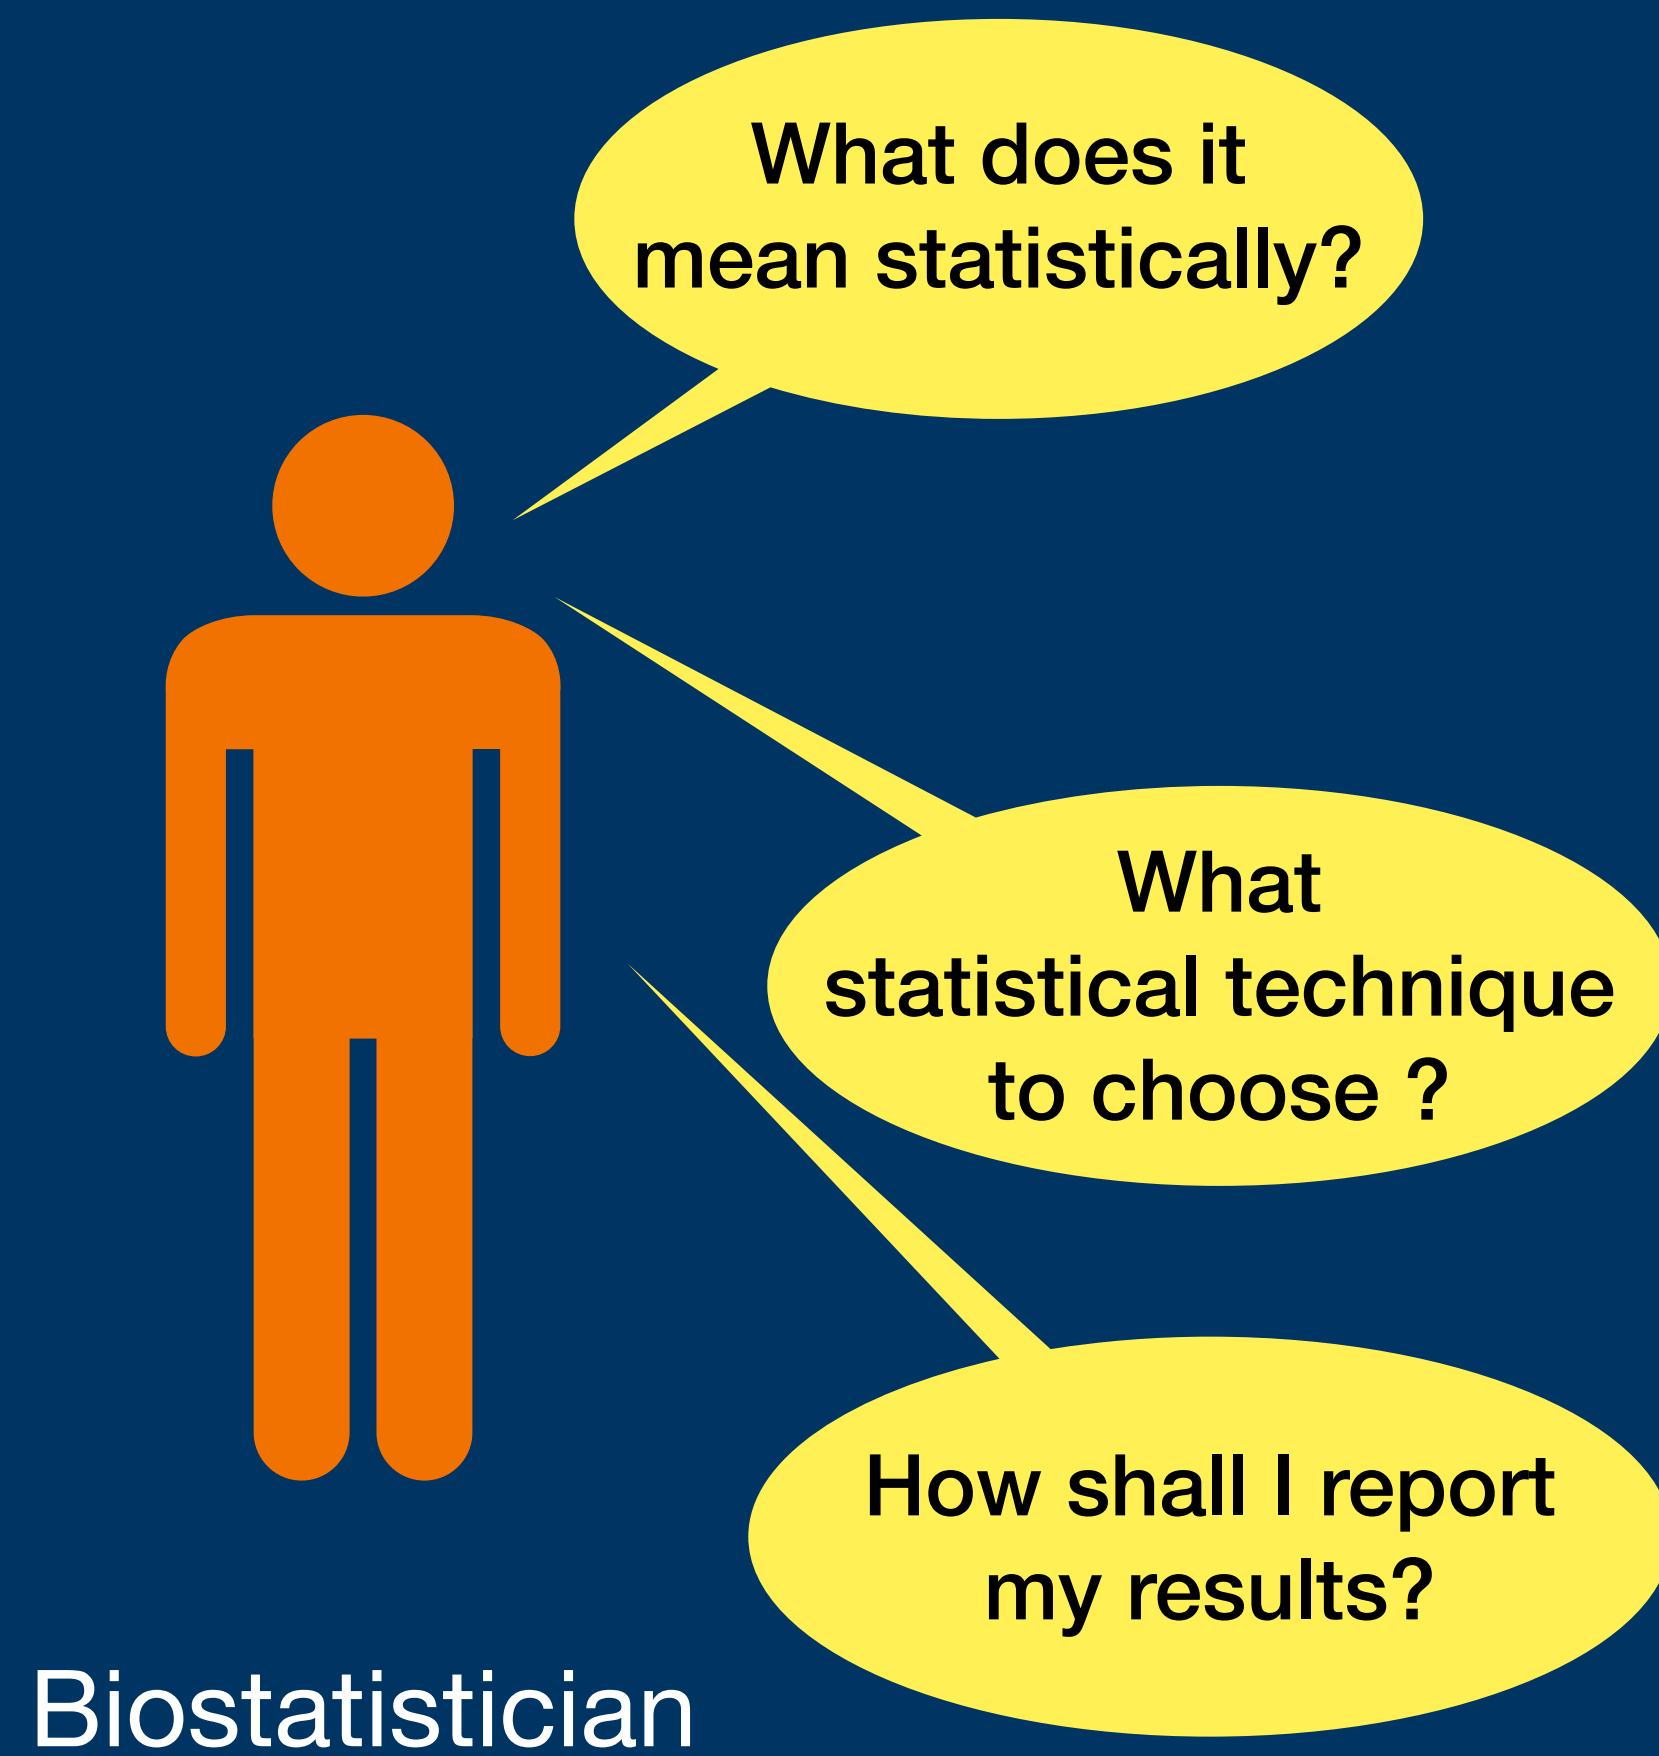 What does it
mean statistically?
What
statistical technique
to choose ?
How shall I report
my results?
Biostatistician